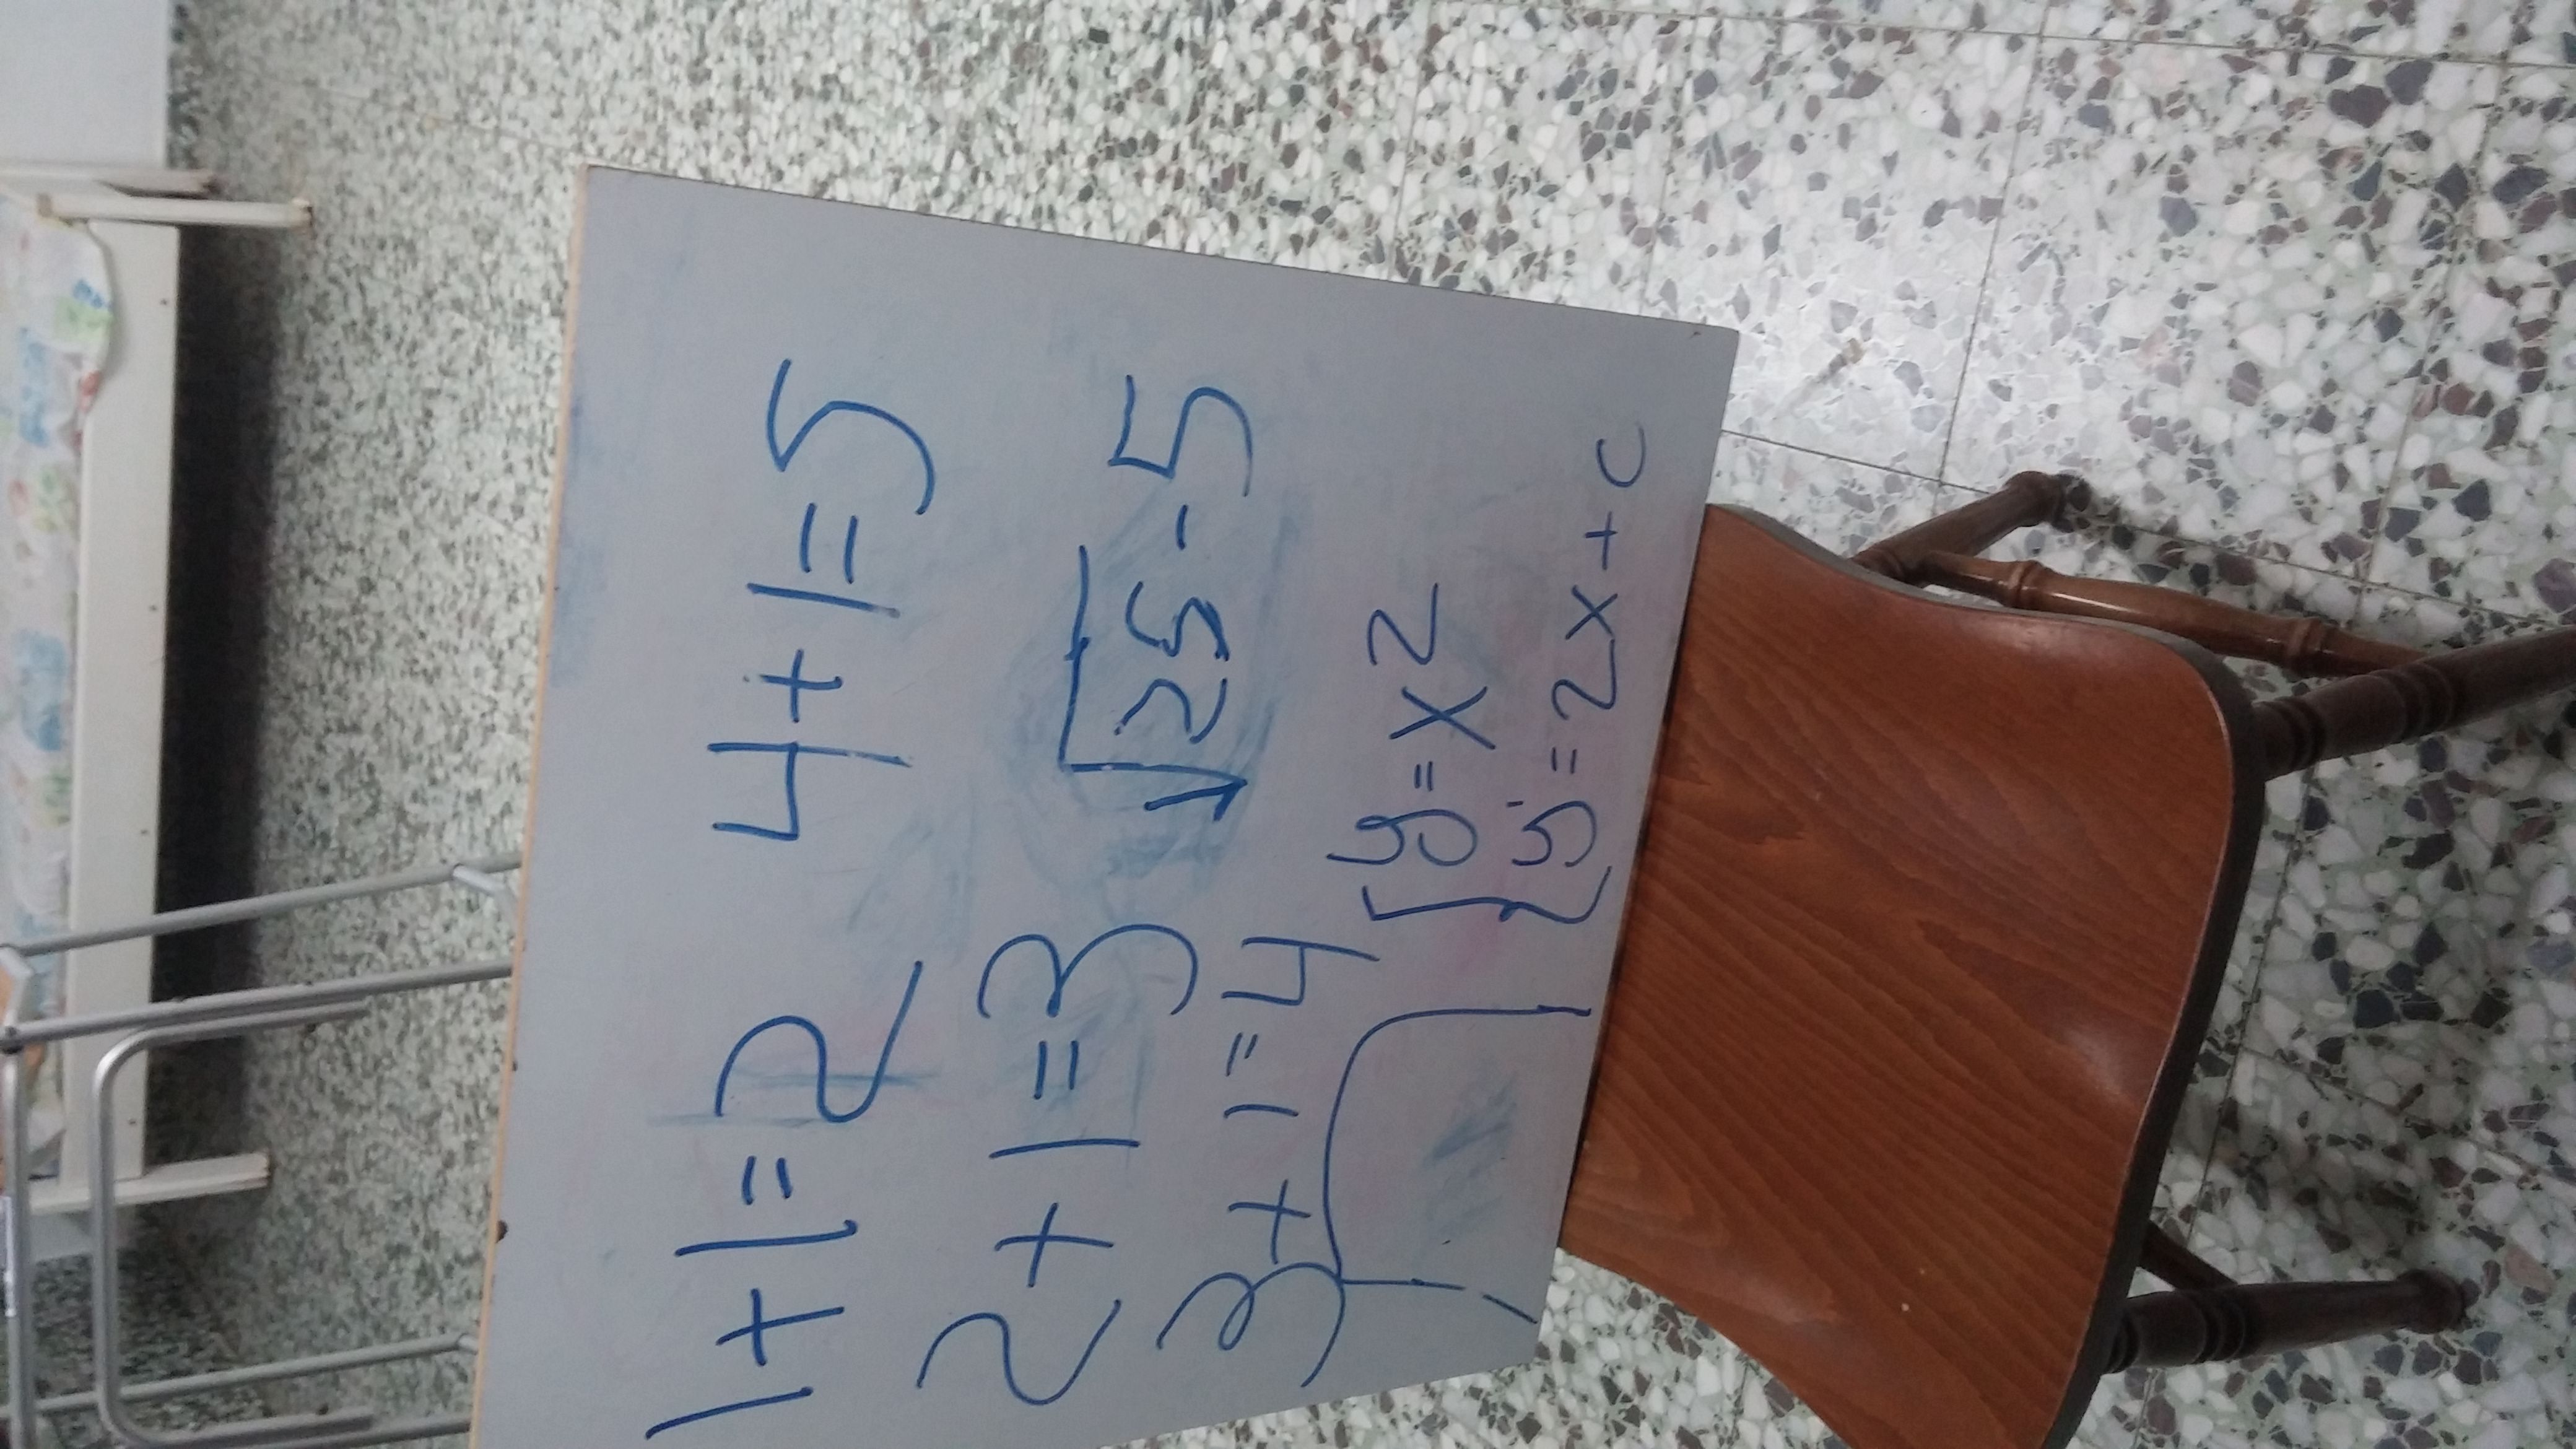 1+1=2
2+1=3
3+1=4
4+1=5
√25-5
{y=x2
{y'=2x+c